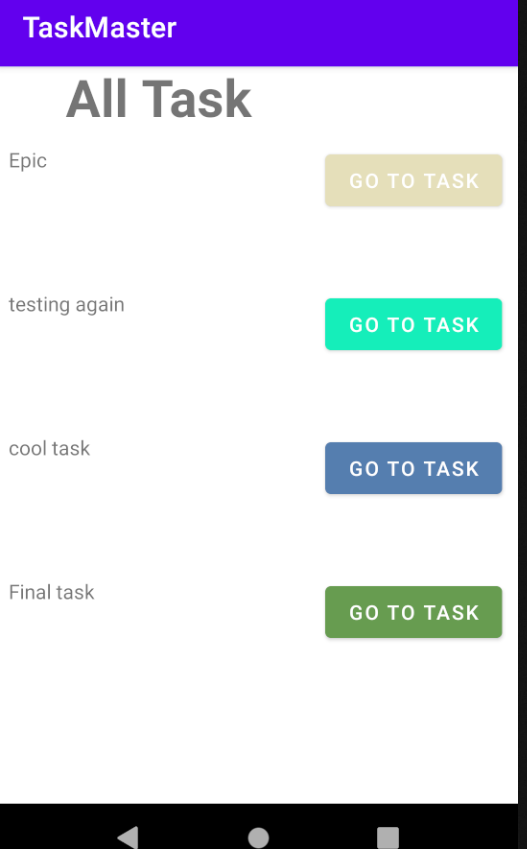 TaskMaster
All Task
Epic
GO TO TASK
testing again
GO TO TASK
cool task
GO TO TASK
Final task
GO TO TASK